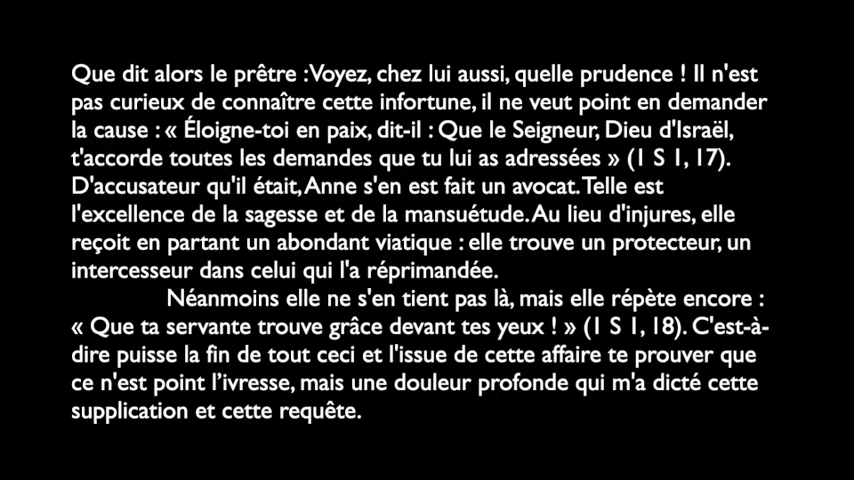 Que dit alors le prêtre : Voyez, chez lui aussi, quelle prudence ! Il n'est
pas curieux de connaître cette infortune, il ne veut point en demander
la cause : « Éloigne-toi en paix, dit-il : Que le Seigneur, Dieu d'Israël,
t'accorde toutes les demandes que tu lui as adressées » (1 S 1, 17).
D'accusateur qu'il était, Anne s'en est fait un avocat. Telle est
l'excellence de la sagesse et de la mansuétude. Au lieu d'injures, elle
reçoit en partant un abondant viatique : elle trouve un protecteur, un
intercesseur dans celui qui l'a réprimandée.
Néanmoins elle ne s'en tient pas là, mais elle répète encore :
« Que ta servante trouve grâce devant tes yeux ! » (1 S 1, 18). C'est-à-
dire puisse la fin de tout ceci et l'issue de cette affaire te prouver que
ce n'est point l’ivresse, mais une douleur profonde qui m'a dicté cette
supplication et cette requête.